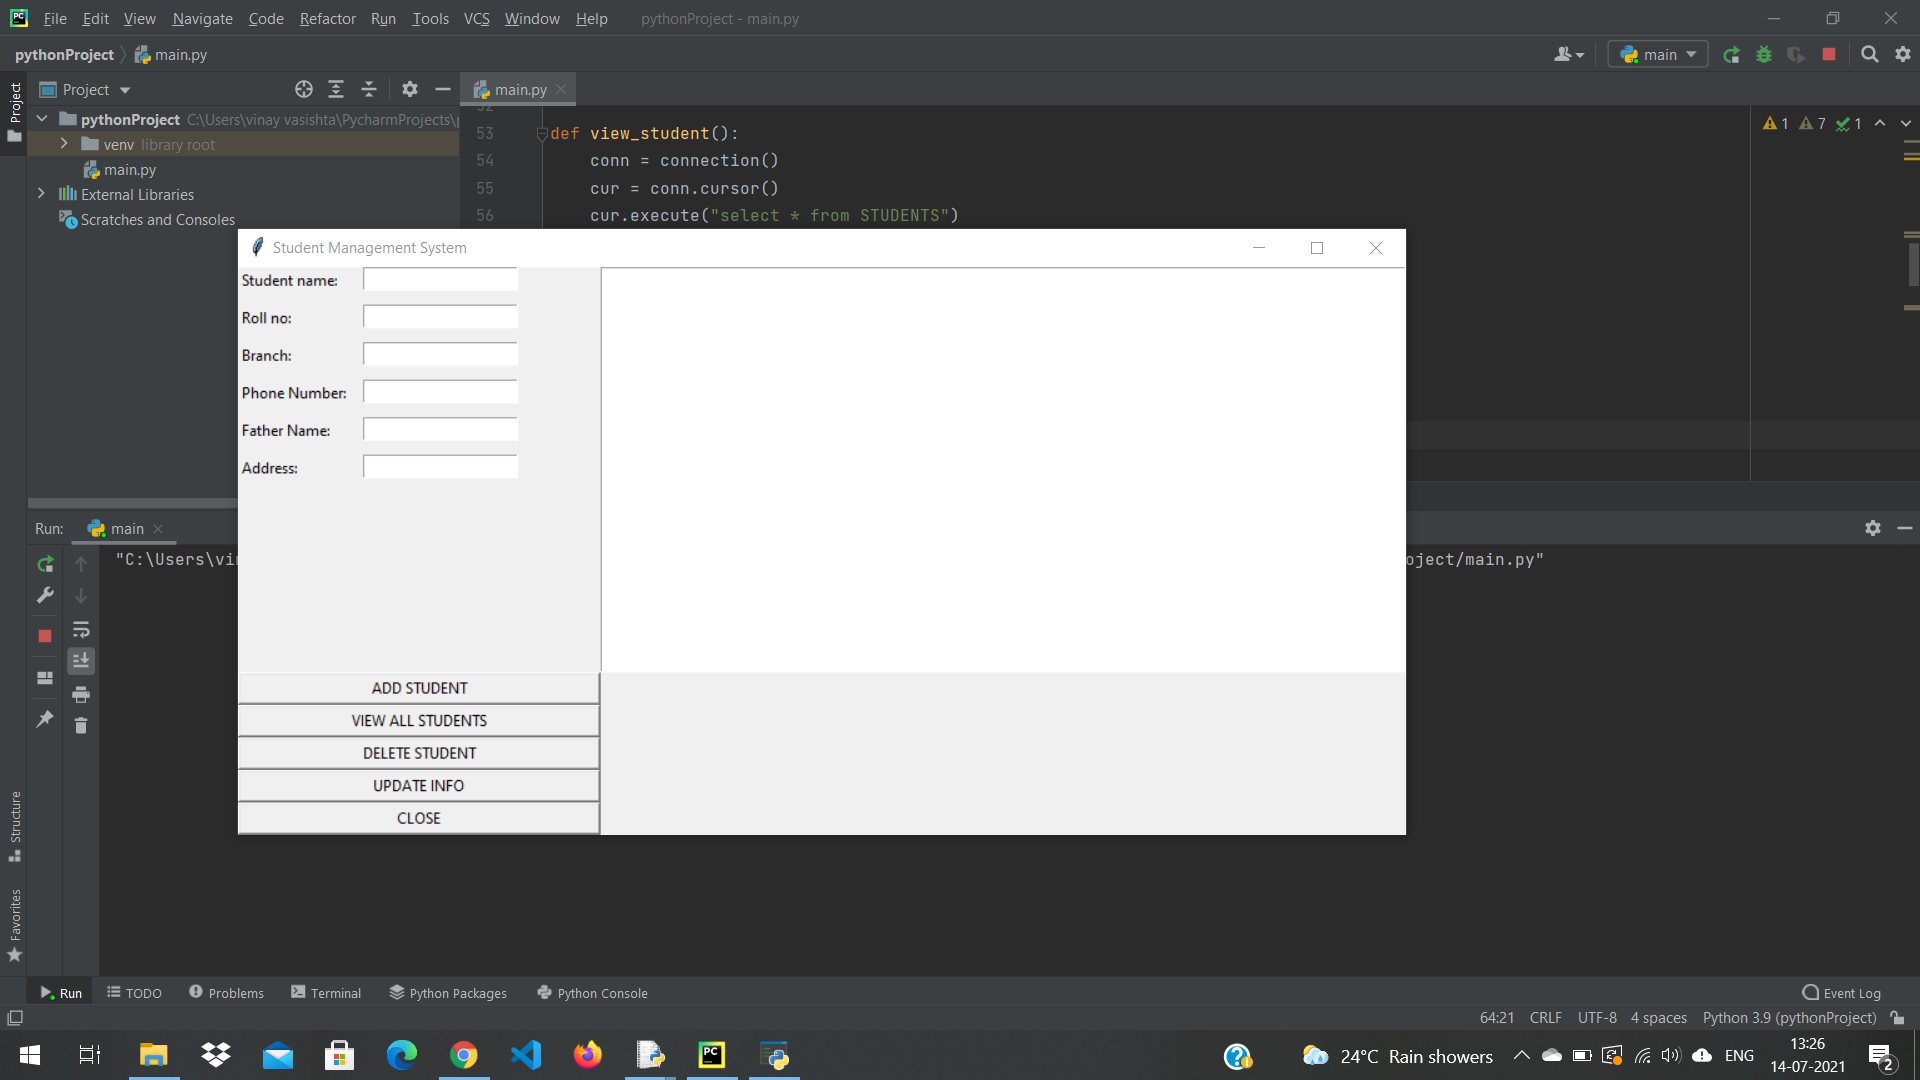 File Edit View Navigate Code Refactor Run Tools VCS Window Help pythonProject - main.py
pythonProject main.py
main
Project
Project
main.py
pythonProject C:\Users\vinay vasishta\PycharmProjects\
venv library root
main.py
External Libraries
Scratches and Consoles
52
53 def view_student():
54 conn = connection()
55 cur = conn.cursor()
56 cur.execute("select * from STUDENTS")
1 7 1
Student Management System
Student name:
Roll no:
Branch:
Phone Number:
Father Name:
Address:
ADD STUDENT
VIEW ALL STUDENTS
DELETE STUDENT
UPDATE INFO
CLOSE
Run: main
"C:\Users\vi
oject/main.py"
Structure
Favorites
Run TODO Problems Terminal Python Packages Python Console Event Log
64:21 CRLF UTF-8 4 spaces Python 3.9 (pythonProject)
PC
24°C Rain showers ENG
13:26
14-07-2021
2